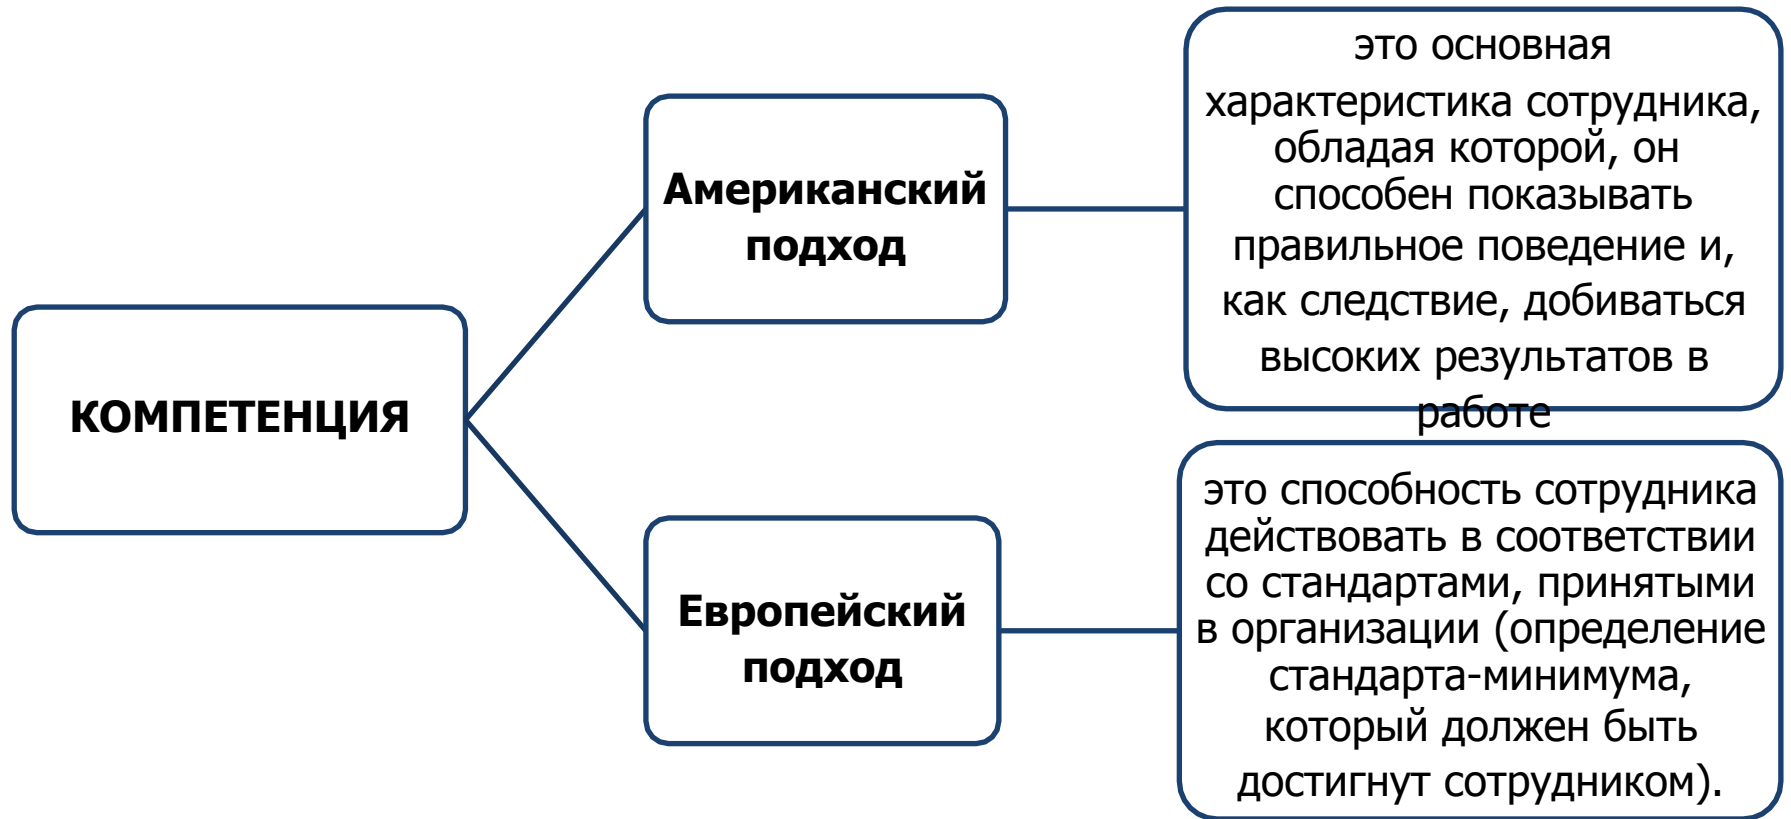 КОМПЕТЕНЦИЯ
Американский
подход
это основная
характеристика сотрудника,
обладая которой, он
способен показывать
правильное поведение и,
как следствие, добиваться
высоких результатов в
работе
Европейский
подход
это способность сотрудника
действовать в соответствии
со стандартами, принятыми
в организации (определение
стандарта-минимума,
который должен быть
достигнут сотрудником).